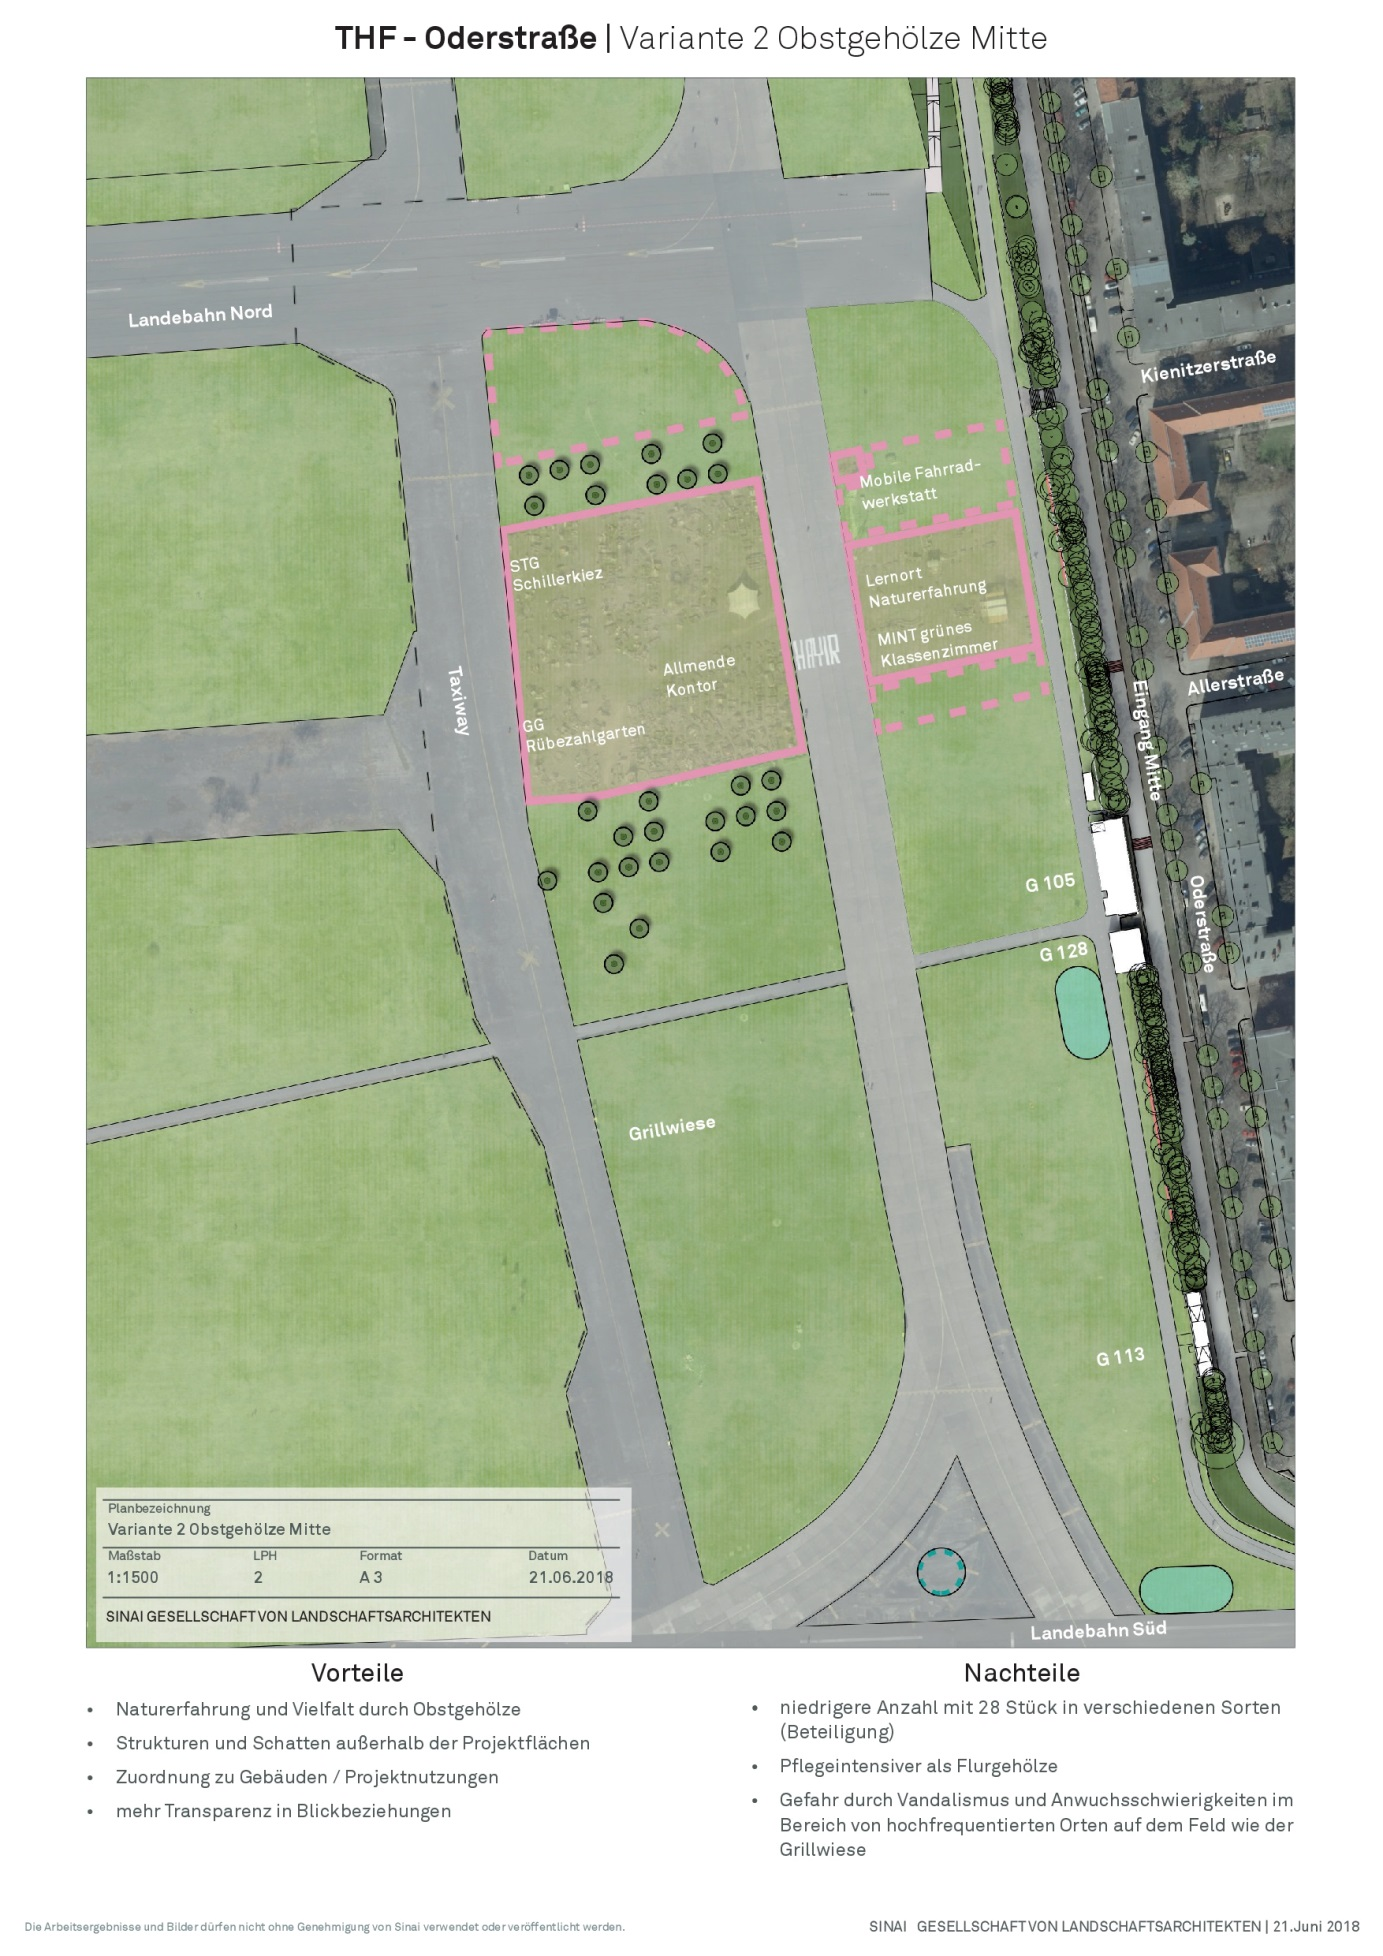 THF - Oderstraße | Variante 2 Obstgehölze Mitte
Landebahn Nord
Kienitzerstraße
Mobile Fahrrad-
werkstatt
STG
Schillerkiez
Lernort
Naturerfahrung
HAYIR
MINT grünes
Klassenzimmer
Allmende
Kontor
Taxiway
Allerstraße
Eingang Mitte
GG
Rübezahlgarten
G 105
Oderstraße
G 128
Grillwiese
G 113
Planbezeichnung
Variante 2 Obstgehölze Mitte
Maßstab LPH Format Datum
1:1500 2 A 3 21.06.2018
SINAI GESELLSCHAFT VON LANDSCHAFTSARCHITEKTEN
Landebahn Süd
Vorteile
• Naturerfahrung und Vielfalt durch Obstgehölze
• Strukturen und Schatten außerhalb der Projektflächen
• Zuordnung zu Gebäuden / Projektnutzungen
• mehr Transparenz in Blickbeziehungen
Nachteile
• niedrigere Anzahl mit 28 Stück in verschiedenen Sorten
(Beteiligung)
• Pflegeintensiver als Flurgehölze
• Gefahr durch Vandalismus und Anwuchsschwierigkeiten im
Bereich von hochfrequentierten Orten auf dem Feld wie der
Grillwiese
Die Arbeitsergebnisse und Bilder dürfen nicht ohne Genehmigung von Sinai verwendet oder veröffentlicht werden.
SINAI GESELLSCHAFT VON LANDSCHAFTSARCHITEKTEN | 21.Juni 2018